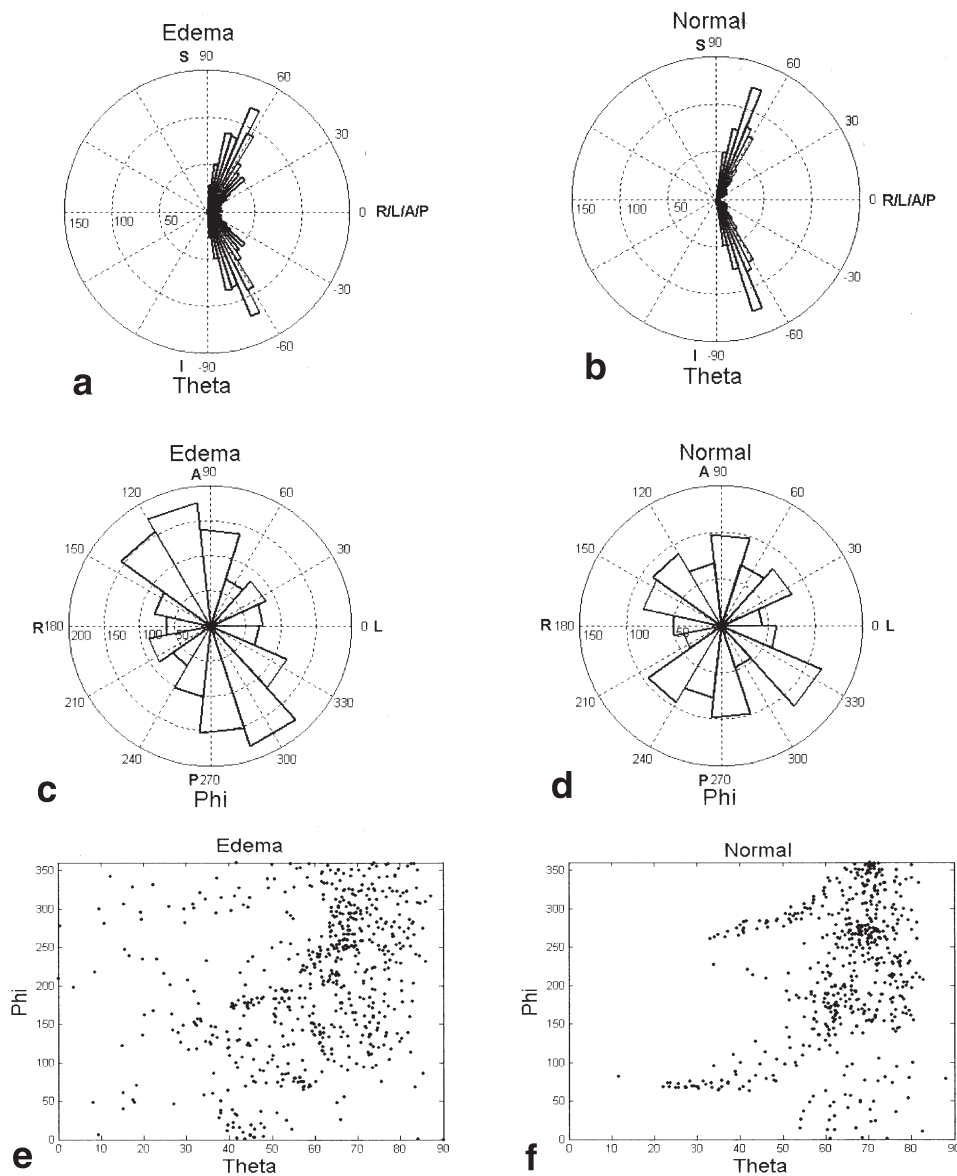 Edema
S 90
60
30
0 R/L/A/P
150 100 50
-30
-60
I -90
Theta
a
Normal
S 90
60
30
0 R/L/A/P
150 100 50
-30
-60
I -90
Theta
b
Edema
A 90
120 60
150 30
R 180 200 150 100 50 0 L
210 330
240 300
P 270
Phi
c
Normal
A 90
120 60
150 30
R 180 150 100 50 0 L
210 330
240 300
P 270
Phi
d
Edema
350
300
250
200
150
100
50
0
Phi
0 10 20 30 40 50 60 70 80 90
Theta
e
Normal
350
300
250
200
150
100
50
0
Phi
0 10 20 30 40 50 60 70 80 90
Theta
f